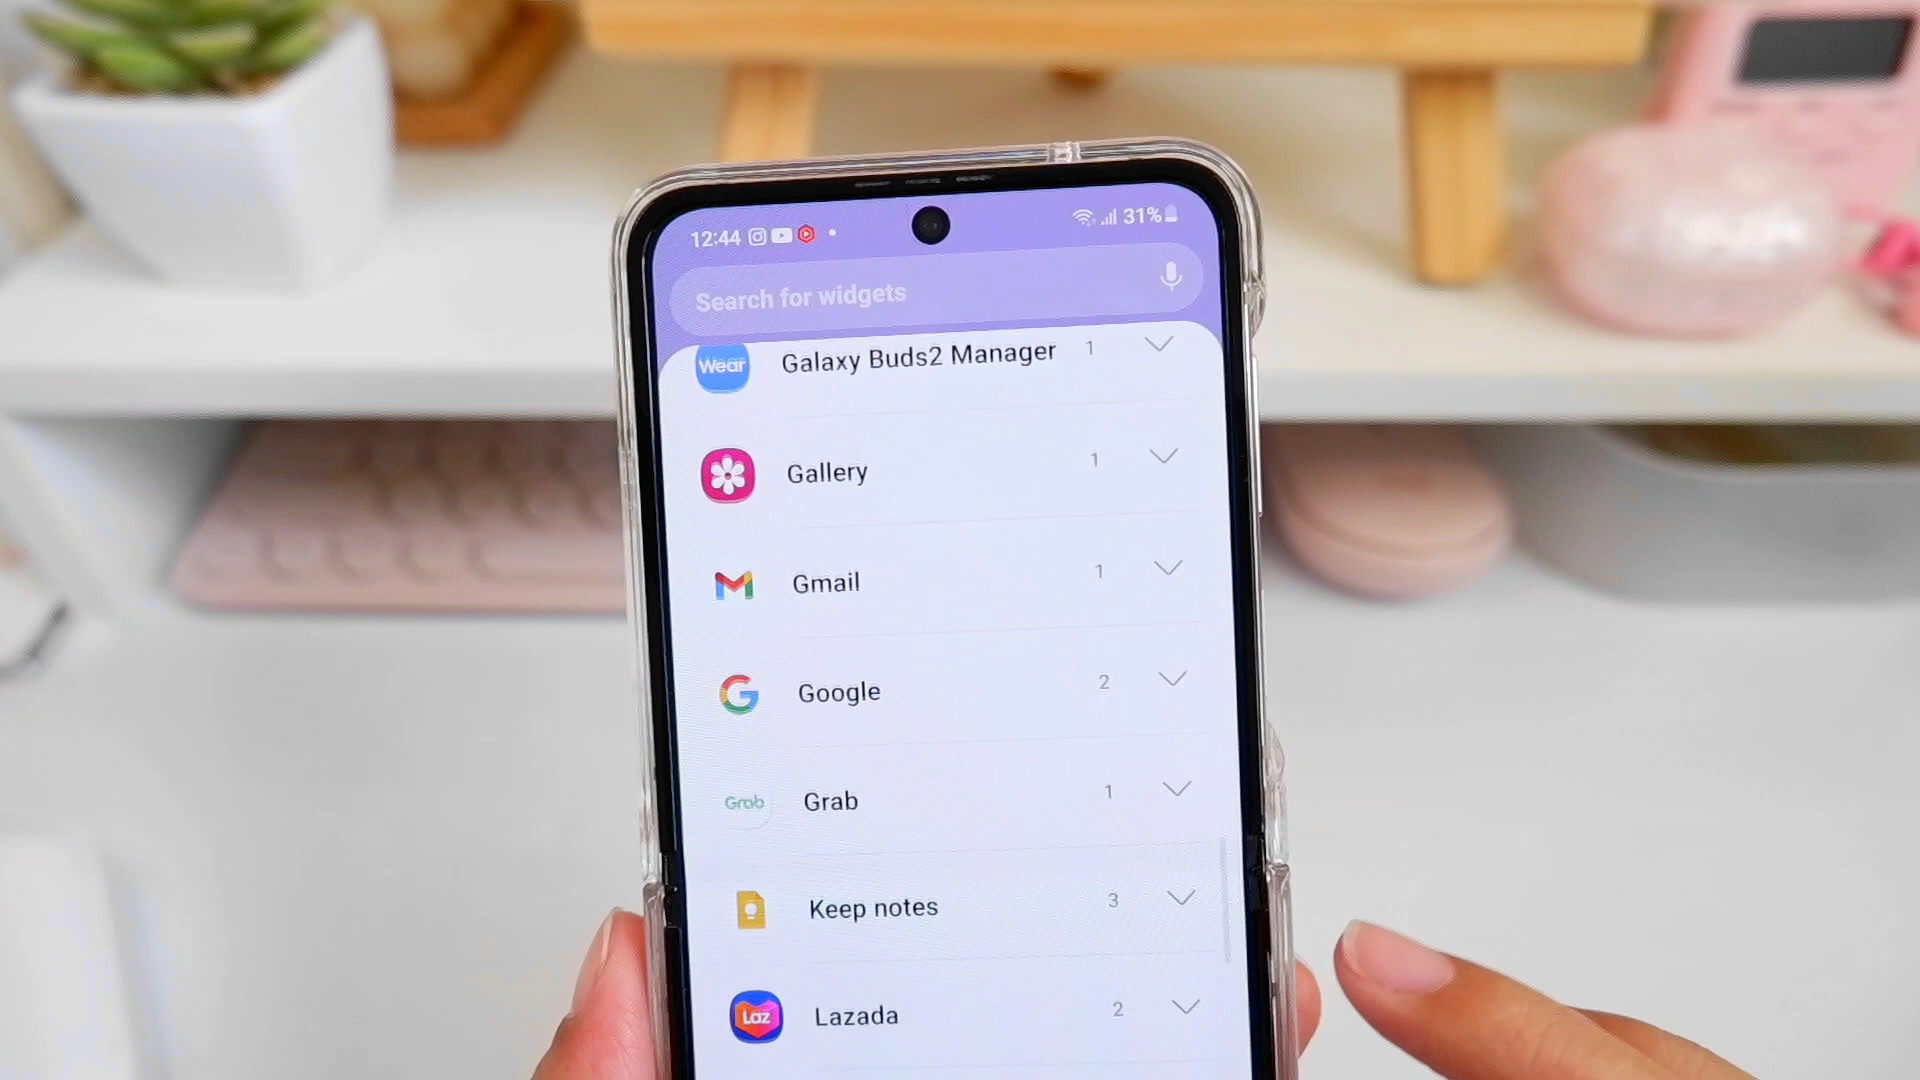 12:44 31%
Search for widgets
Wear Galaxy Buds2 Manager 1
Gallery 1
Gmail 1
G Google 2
Grab Grab 1
Keep notes 3
Laz Lazada 2